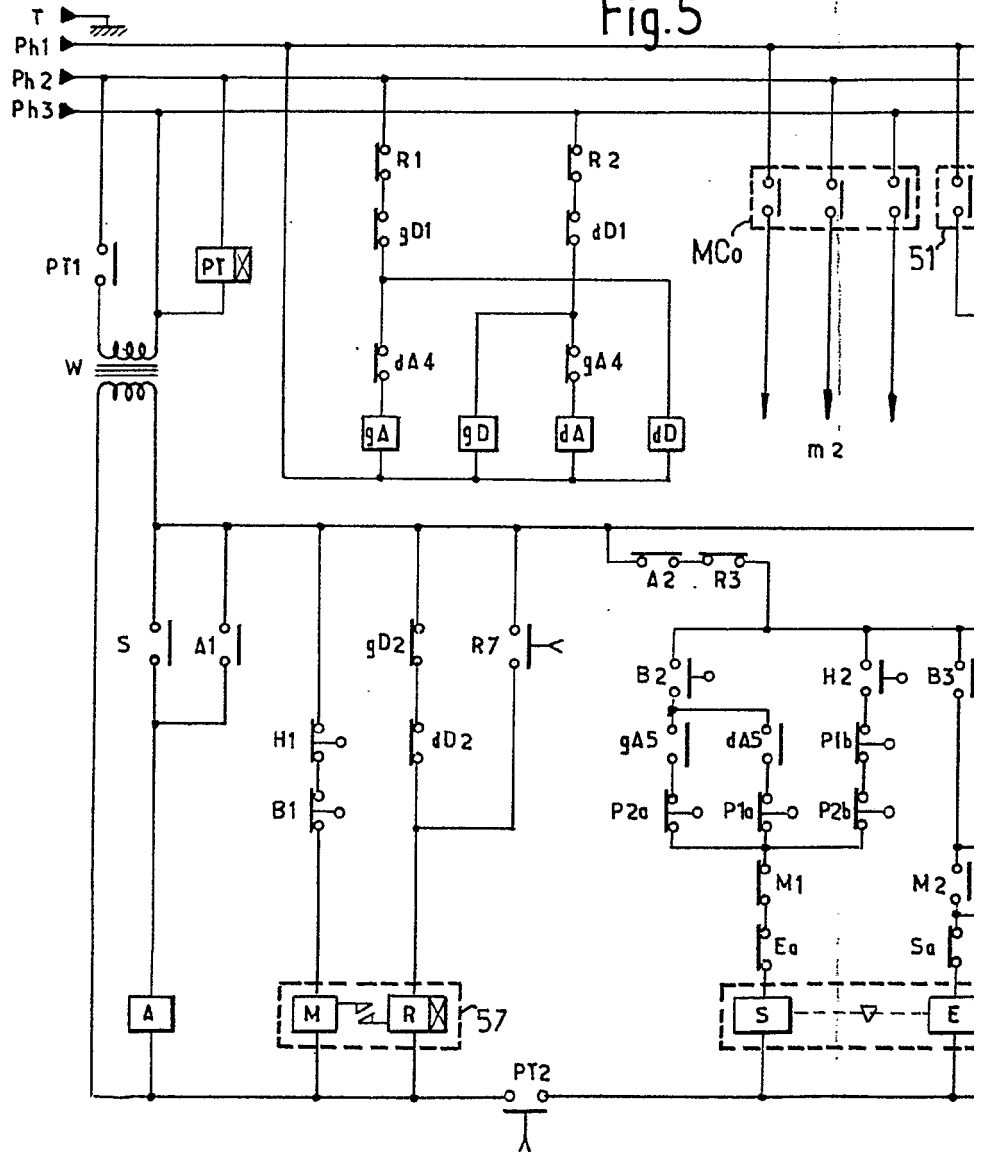 Fig.5
T
Ph1
Ph2
Ph3
R1
R2
gD1
dD1
PT1
PT
MCo
51
W
dA4
gA4
gA
gD
dA
dD
m2
A2
R3
S
A1
gD2
R7
B2
H2
B3
H1
dD2
gA5
dA5
P1b
B1
P2a
P1a
P2b
M1
M2
Ea
Sa
A
M
R
57
S
E
PT2